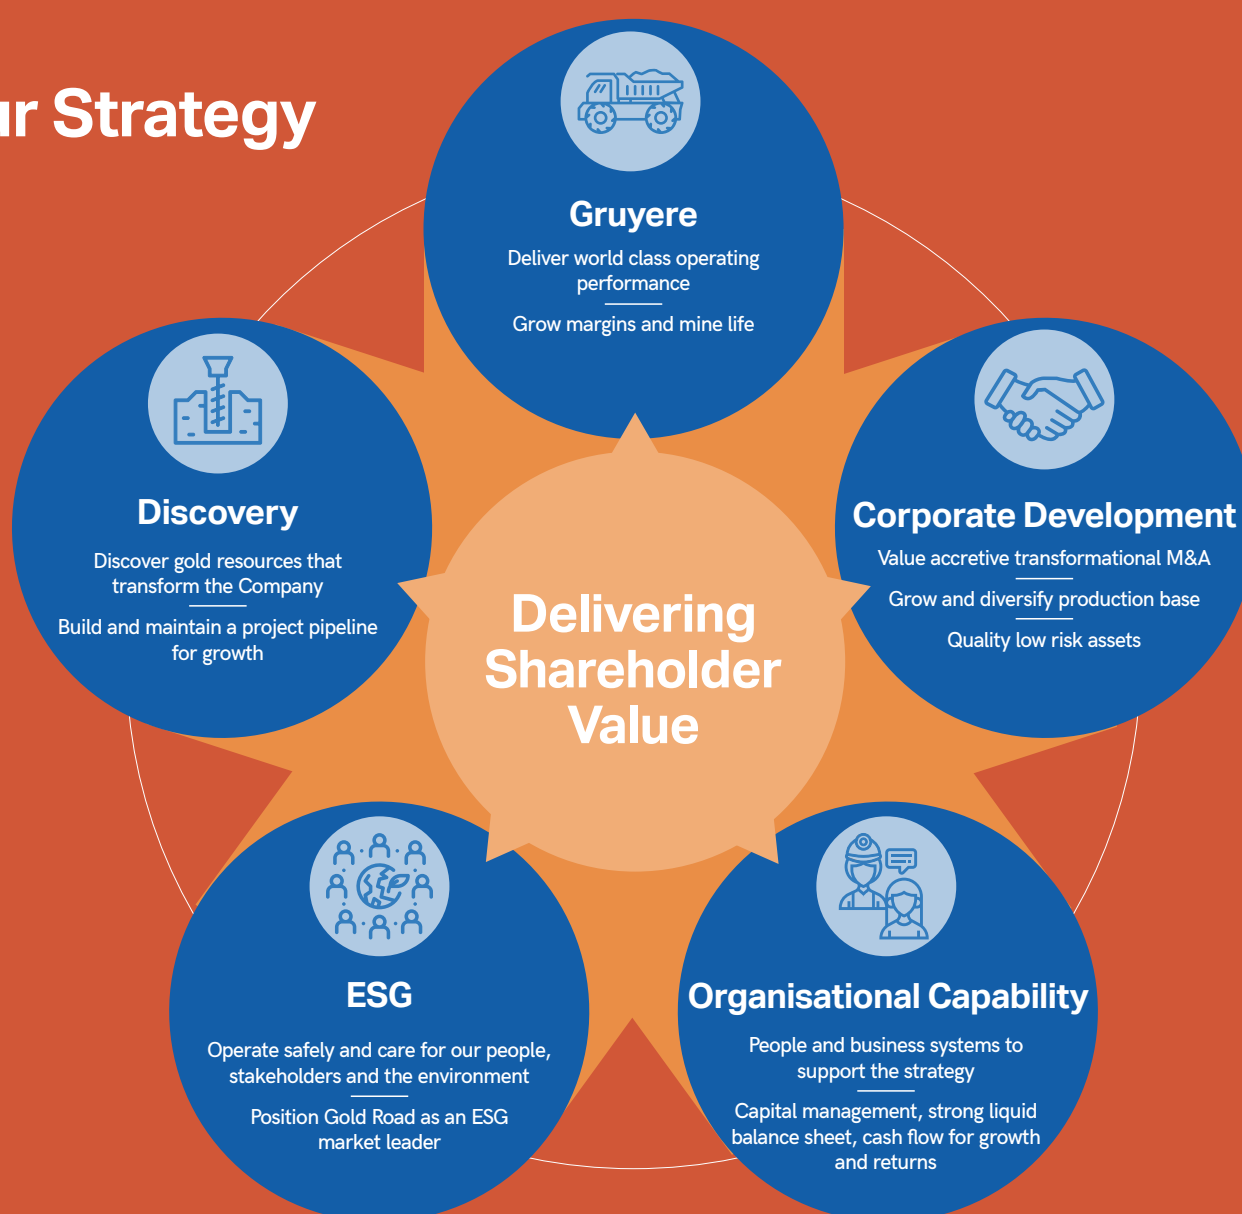 ur Strategy
Gruyere
Deliver world class operating
performance
Grow margins and mine life
Discovery
Discover gold resources that
transform the Company
Build and maintain a project pipeline
for growth
Corporate Development
Value accretive transformational M&A
Grow and diversify production base
Quality low risk assets
Delivering
Shareholder
Value
ESG
Operate safely and care for our people,
stakeholders and the environment
Position Gold Road as an ESG
market leader
Organisational Capability
People and business systems to
support the strategy
Capital management, strong liquid
balance sheet, cash flow for growth
and returns